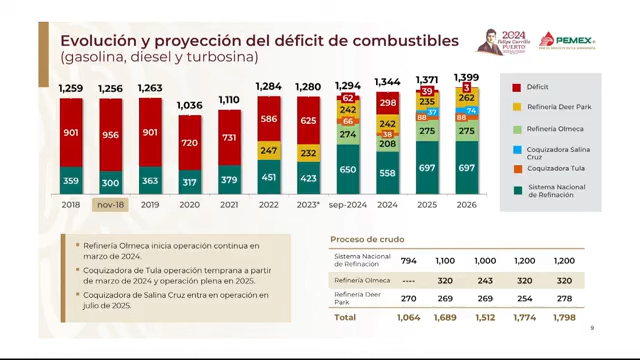 Evolución y proyección del déficit de combustibles
(gasolina, diesel y turbosina)
2024
Felipe Carrillo
PUERTO
PEMEX
1,259 1,256 1,263 1,036 1,110 1,284 1,280 1,294 1,344 1,371 1,399
901 956 901 720 731 586 625 62 298 39 3
247 232 242 242 235 262
66 38 37 74
88 88
274 208 275 275
359 300 363 317 379 451 423 650 558 697 697
2018 nov-18 2019 2020 2021 2022 2023* sep-2024 2024 2025 2026
Déficit
Refinería Deer Park
Refinería Olmeca
Coquizadora Salina Cruz
Coquizadora Tula
Sistema Nacional de Refinación
• Refinería Olmeca inicia operación continua en
marzo de 2024.
• Coquizadora de Tula operación temprana a partir
de marzo de 2024 y operación plena en 2025.
• Coquizadora de Salina Cruz entra en operación en
julio de 2025.
Proceso de crudo
Sistema Nacional de Refinación 794 1,100 1,000 1,200 1,200
Refinería Olmeca ---- 320 243 320 320
Refinería Deer Park 270 269 269 254 278
Total 1,064 1,689 1,512 1,774 1,798
9